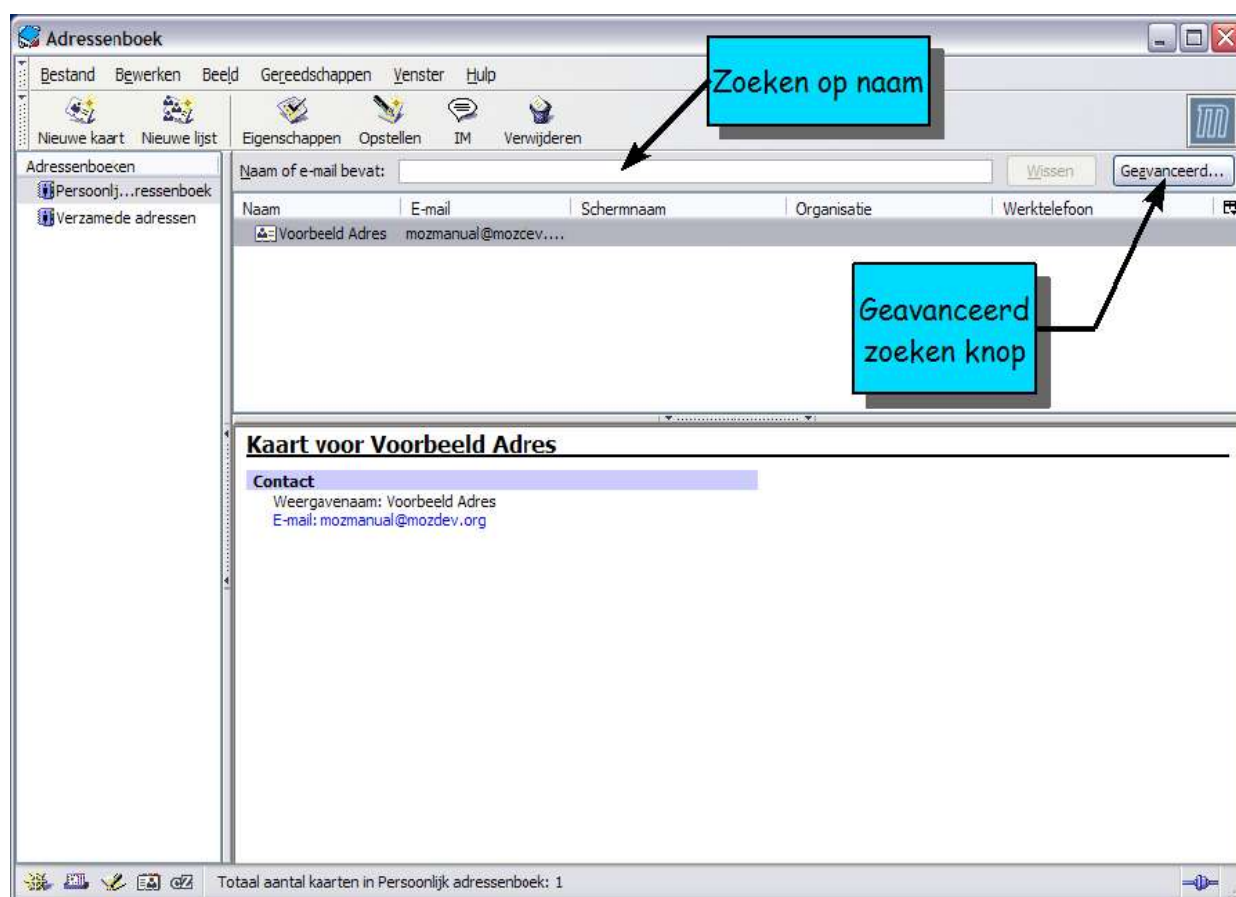 Adressenboek
Bestand Bewerken Beeld Gereedschappen Venster Hulp
Zoeken op naam
Nieuwe kaart Nieuwe lijst Eigenschappen Opstellen IM Verwijderen
Adressenboeken
Naam of e-mail bevat: Wissen Geavanceerd...
Persoonlj...ressenboek
Verzamede adressen
Naam E-mail Schermnaam Organisatie Werktelefoon
Voorbeeld Adres mozmanual@mozcev....
Geavanceerd
zoeken knop
Kaart voor Voorbeeld Adres
Contact
Weergavenaam: Voorbeeld Adres
E-mail: mozmanual@mozdev.org
Totaal aantal kaarten in Persoonlijk adressenboek: 1